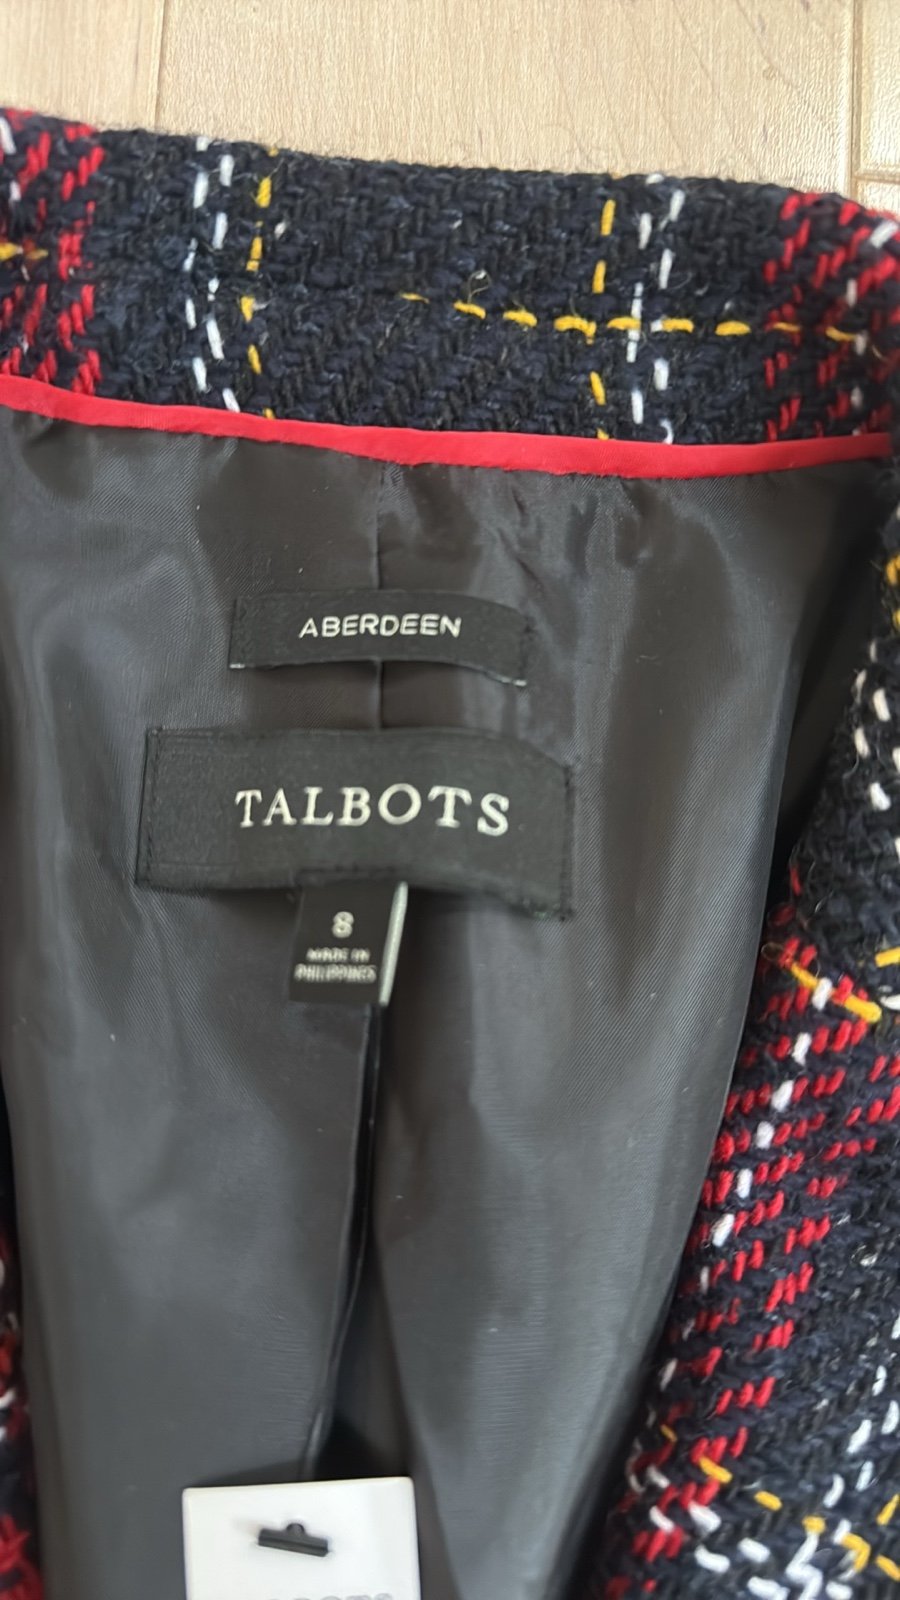 ABERDEEN
TALBOTS
8
MADE IN
PHILIPPINES